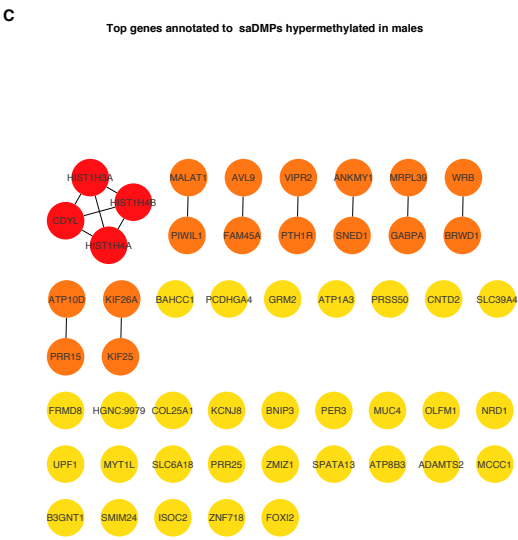 C
Top genes annotated to saDMPs hypermethylated in males
HIST1H3A
HIST1H4B
CDYL
HIST1H4A
MALAT1 AVL9 VIPR2 ANKMY1 MRPL39 WRB
PIWIL1 FAM45A PTH1R SNED1 GABPA BRWD1
ATP10D KIF26A BAHCC1 PCDHGA4 GRM2 ATP1A3 PRSS50 CNTD2 SLC39A4
PRR15 KIF25
FRMD8 HGNC:9979 COL25A1 KCNJ8 BNIP3 PER3 MUC4 OLFM1 NRD1
UPF1 MYT1L SLC6A18 PRR25 ZMIZ1 SPATA13 ATP8B3 ADAMTS2 MCCC1
B3GNT1 SMIM24 ISOC2 ZNF718 FOXI2